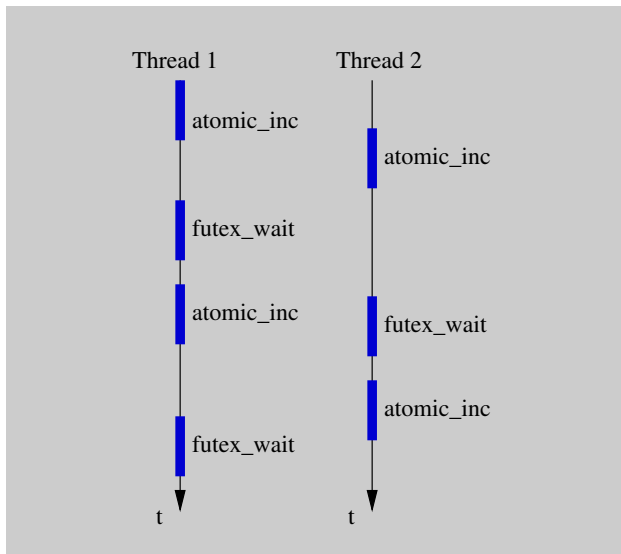 Thread 1
Thread 2
atomic_inc
atomic_inc
futex_wait
atomic_inc
futex_wait
atomic_inc
futex_wait
t
t